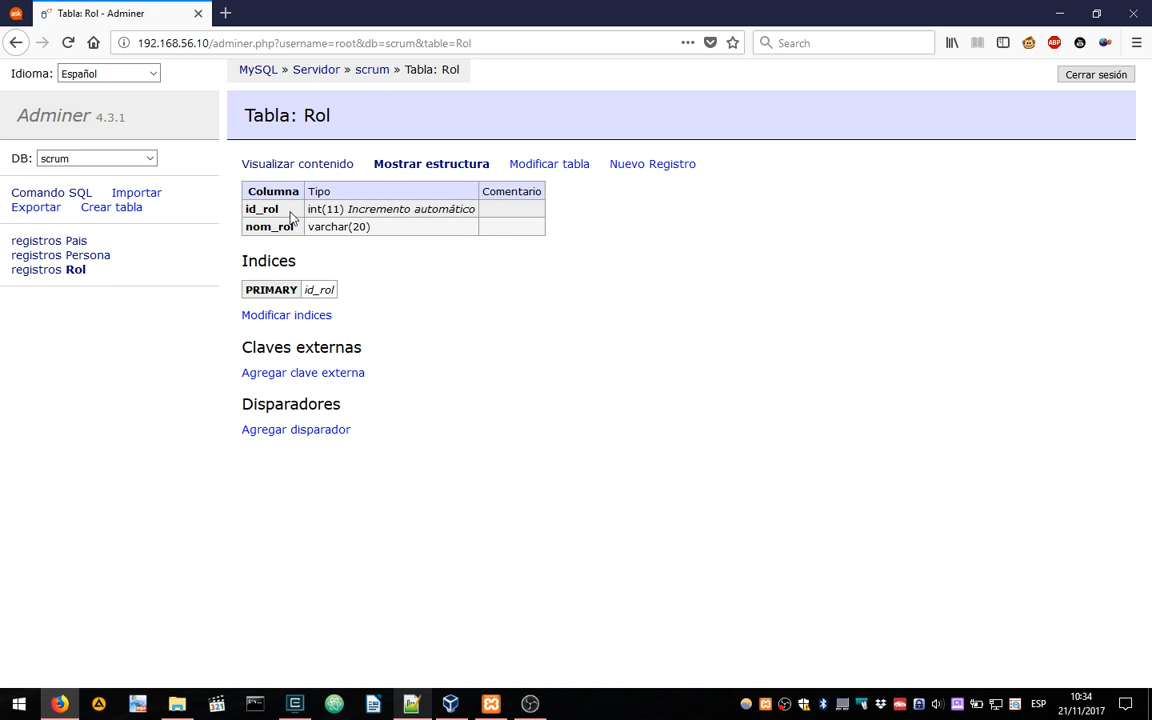 Tabla: Rol - Adminer
192.168.56.10/adminer.php?username=root&db=scrum&table=Rol
Search
ABP
Idioma: Español
MySQL » Servidor » scrum » Tabla: Rol
Cerrar sesión
Adminer 4.3.1
Tabla: Rol
DB: scrum
Visualizar contenido Mostrar estructura Modificar tabla Nuevo Registro
Comando SQL Importar
Exportar Crear tabla
Columna Tipo Comentario
id_rol int(11) Incremento automático
nom_rol varchar(20)
registros Pais
registros Persona
registros Rol
Indices
PRIMARY id_rol
Modificar indices
Claves externas
Agregar clave externa
Disparadores
Agregar disparador
ESP
10:34
21/11/2017